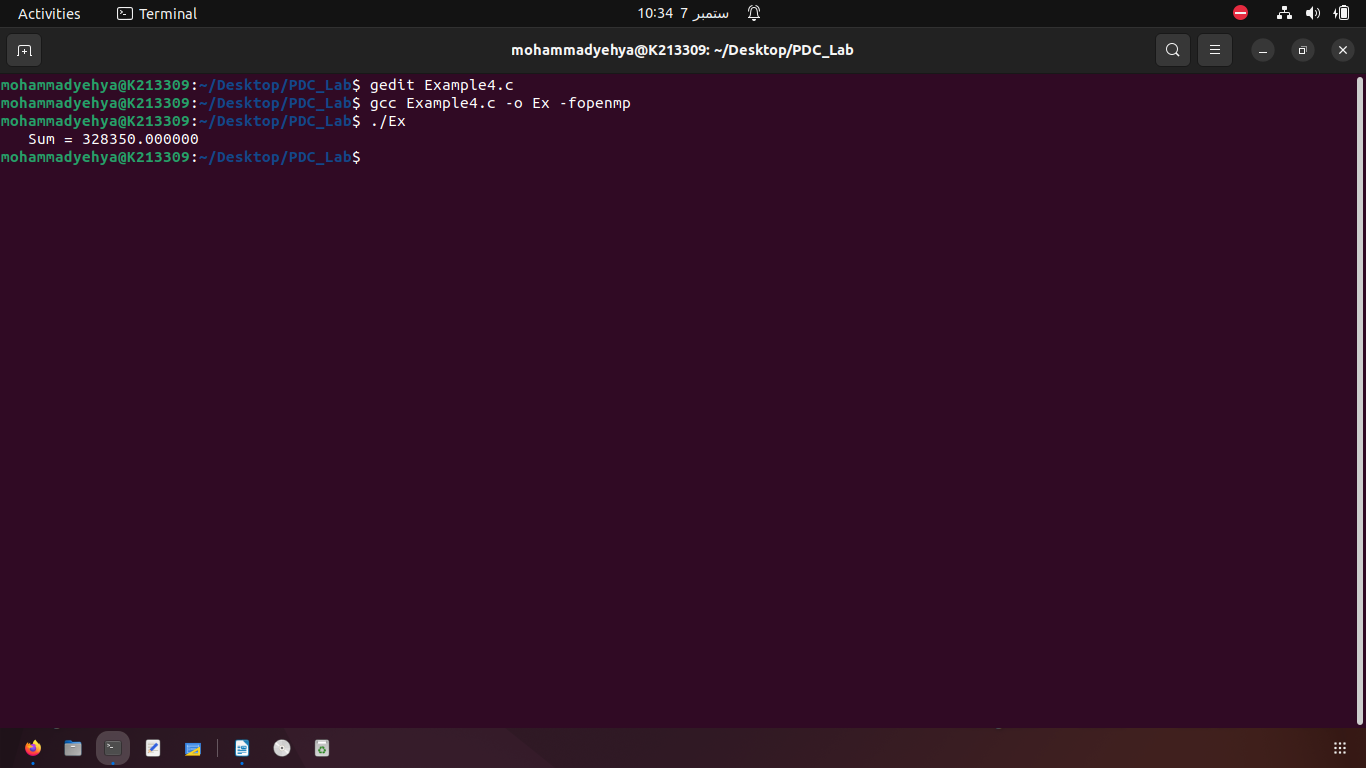 Activities
Terminal
10:34 7 ستمبر
mohammadyehya@K213309: ~/Desktop/PDC_Lab
mohammadyehya@K213309:~/Desktop/PDC_Lab$ gedit Example4.c
mohammadyehya@K213309:~/Desktop/PDC_Lab$ gcc Example4.c -o Ex -fopenmp
mohammadyehya@K213309:~/Desktop/PDC_Lab$ ./Ex
   Sum = 328350.000000
mohammadyehya@K213309:~/Desktop/PDC_Lab$